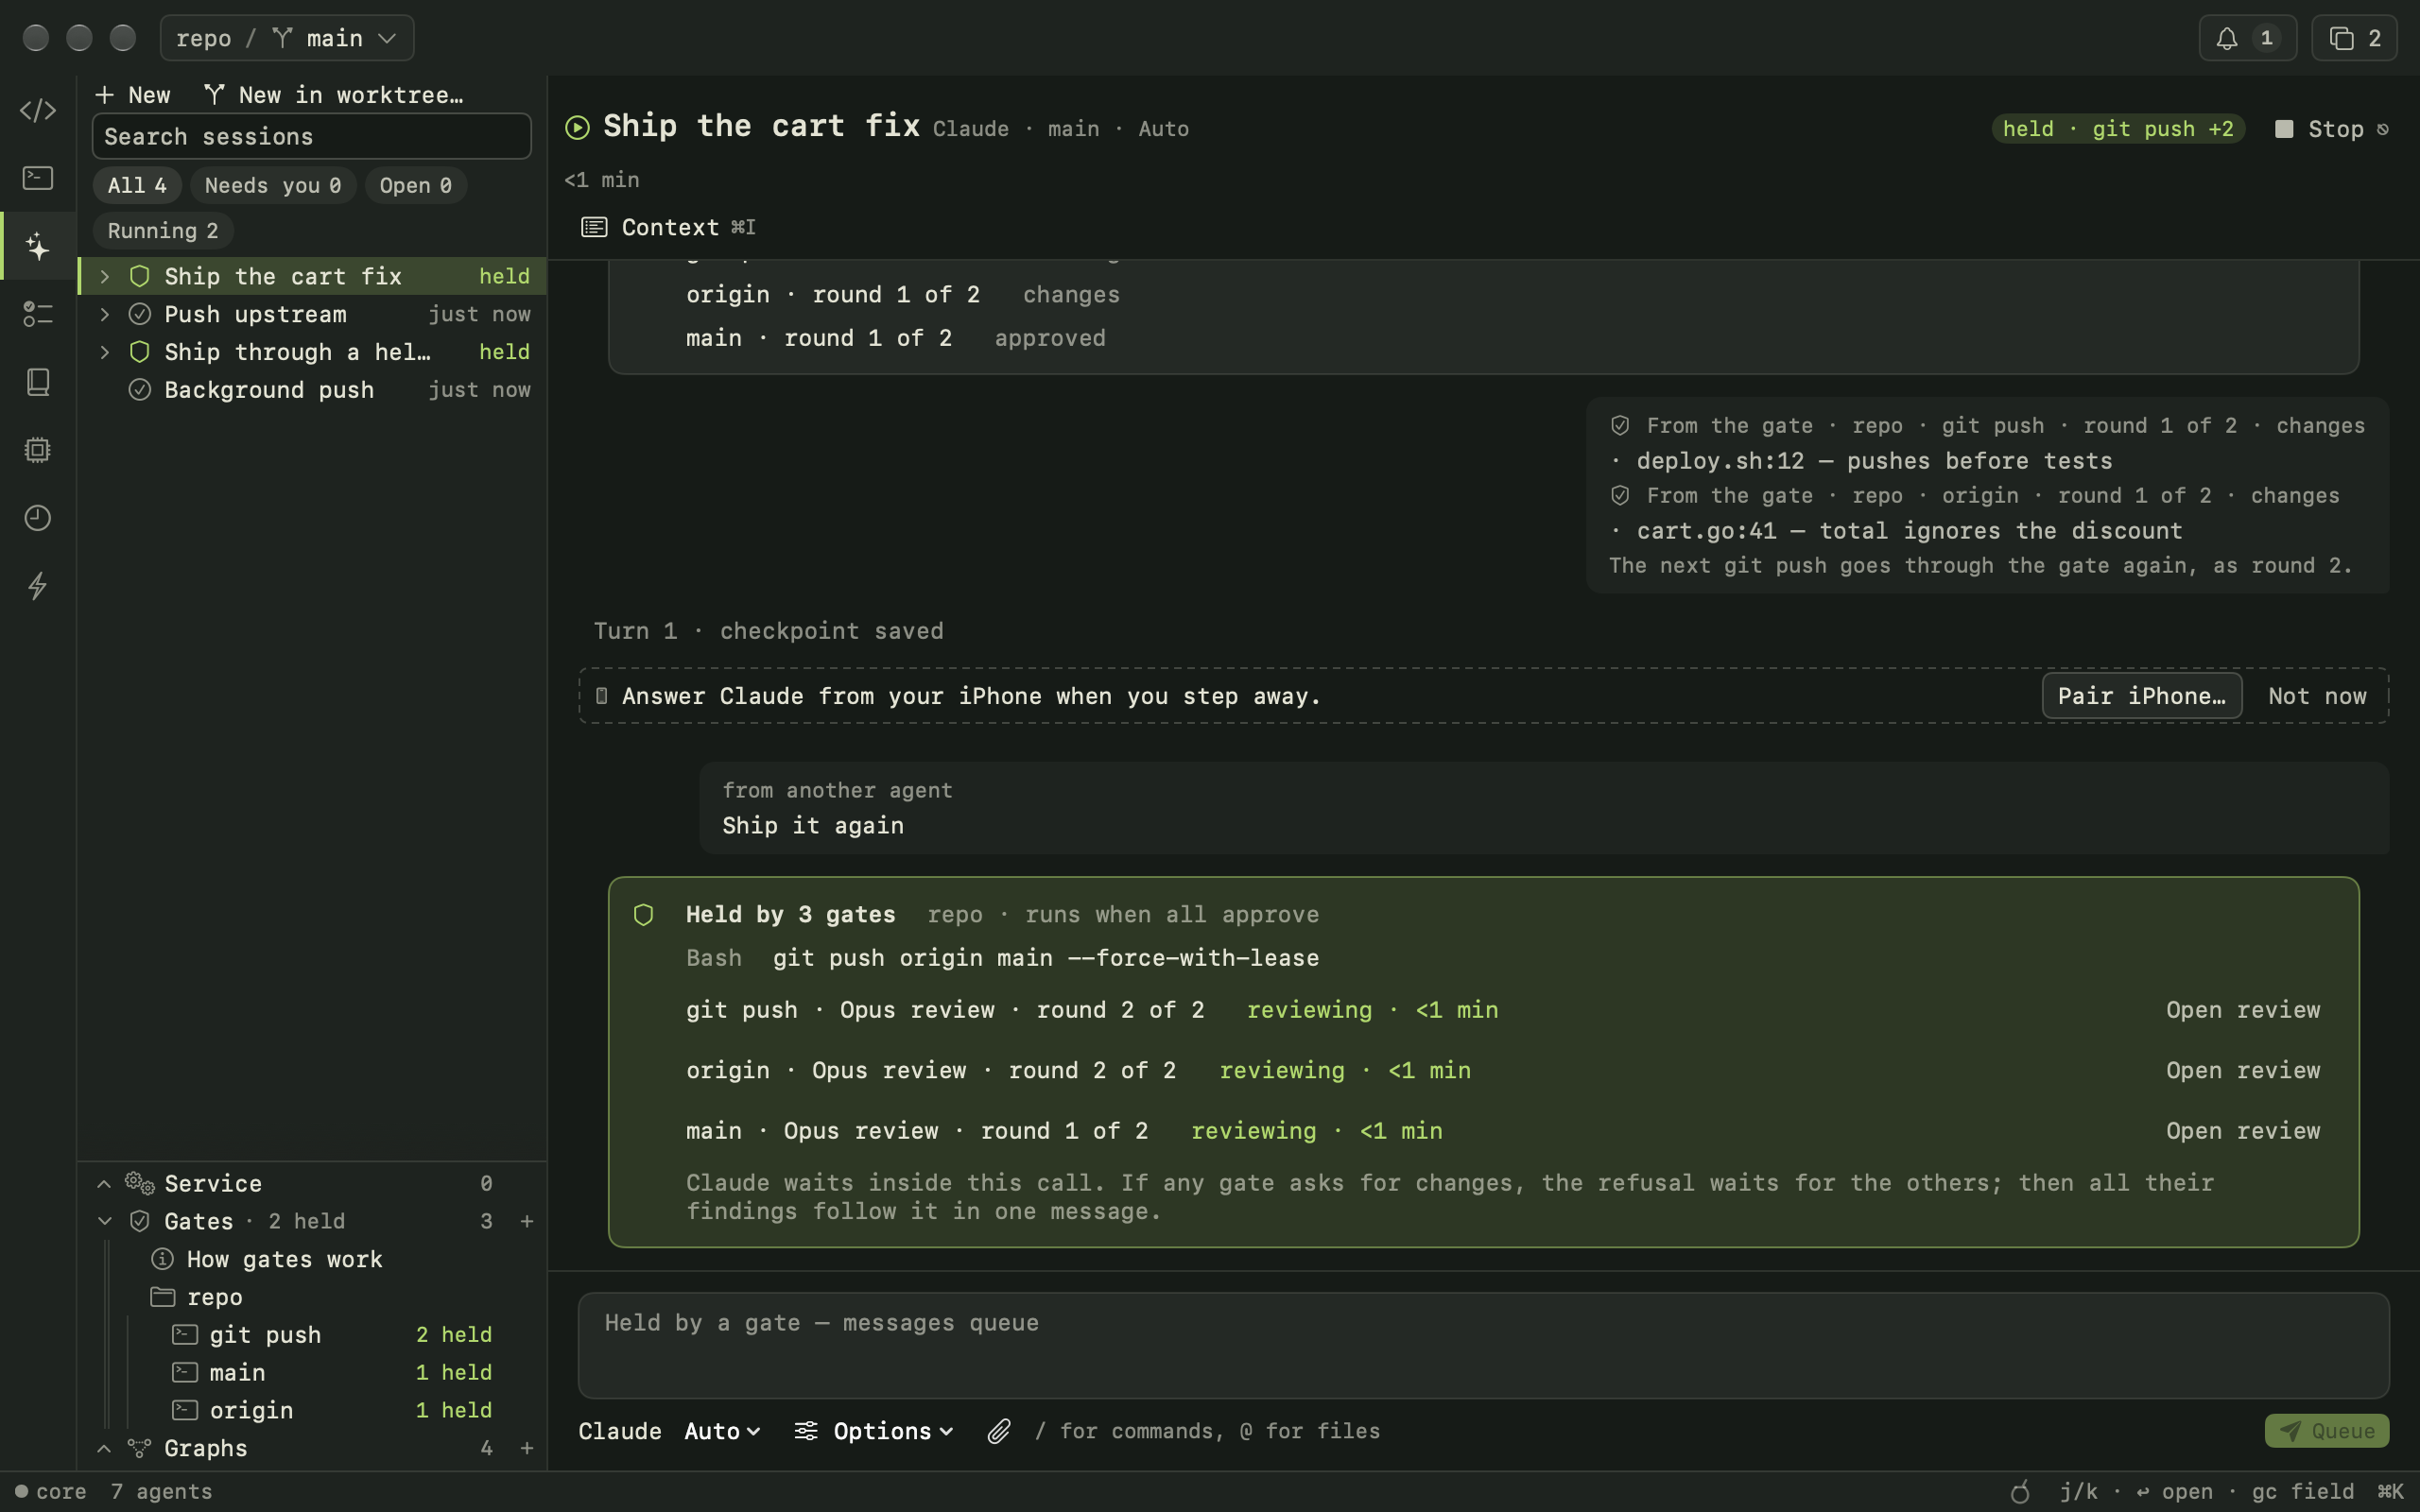 repo / main
1
2
+ New New in worktree…
Search sessions
All 4 Needs you 0 Open 0
Running 2
Ship the cart fix held
Push upstream just now
Ship through a hel… held
Background push just now
Service 0
Gates · 2 held 3 +
How gates work
repo
git push 2 held
main 1 held
origin 1 held
Graphs 4 +
Ship the cart fix Claude · main · Auto
held · git push +2 Stop
<1 min
Context ⌘I
origin · round 1 of 2 changes
main · round 1 of 2 approved
From the gate · repo · git push · round 1 of 2 · changes
· deploy.sh:12 — pushes before tests
From the gate · repo · origin · round 1 of 2 · changes
· cart.go:41 — total ignores the discount
The next git push goes through the gate again, as round 2.
Turn 1 · checkpoint saved
Answer Claude from your iPhone when you step away. Pair iPhone… Not now
from another agent
Ship it again
Held by 3 gates repo · runs when all approve
Bash git push origin main --force-with-lease
git push · Opus review · round 2 of 2 reviewing · <1 min Open review
origin · Opus review · round 2 of 2 reviewing · <1 min Open review
main · Opus review · round 1 of 2 reviewing · <1 min Open review
Claude waits inside this call. If any gate asks for changes, the refusal waits for the others; then all their
findings follow it in one message.
Held by a gate — messages queue
Claude Auto Options / for commands, @ for files Queue
core 7 agents
j/k · ↩ open · gc field ⌘K